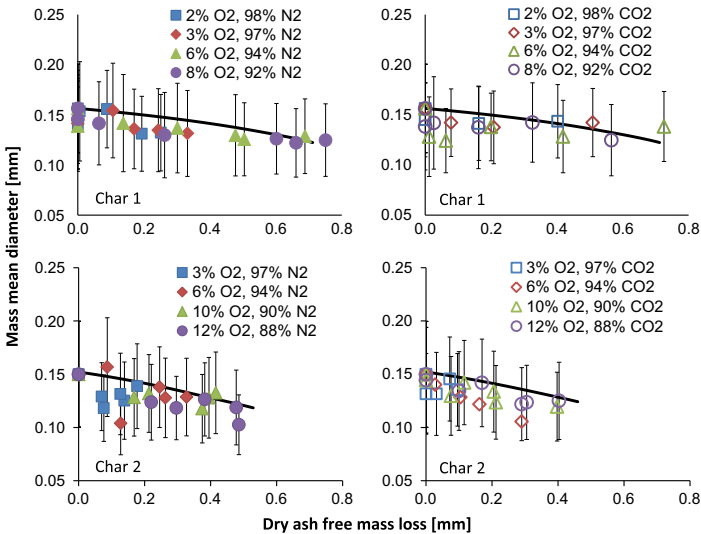 0.25
2% O2, 98% N2
3% O2, 97% N2
6% O2, 94% N2
8% O2, 92% N2
0.20
0.15
0.10
0.05
Char 1
0.0 0.2 0.4 0.6 0.8
0.25
2% O2, 98% CO2
3% O2, 97% CO2
6% O2, 94% CO2
8% O2, 92% CO2
0.20
0.15
0.10
0.05
Char 1
0.0 0.2 0.4 0.6 0.8
Mass mean diameter [mm]
0.25
3% O2, 97% N2
6% O2, 94% N2
10% O2, 90% N2
12% O2, 88% N2
0.20
0.15
0.10
0.05
Char 2
0.0 0.2 0.4 0.6 0.8
0.25
3% O2, 97% CO2
6% O2, 94% CO2
10% O2, 90% CO2
12% O2, 88% CO2
0.20
0.15
0.10
0.05
Char 2
0.0 0.2 0.4 0.6 0.8
Dry ash free mass loss [mm]